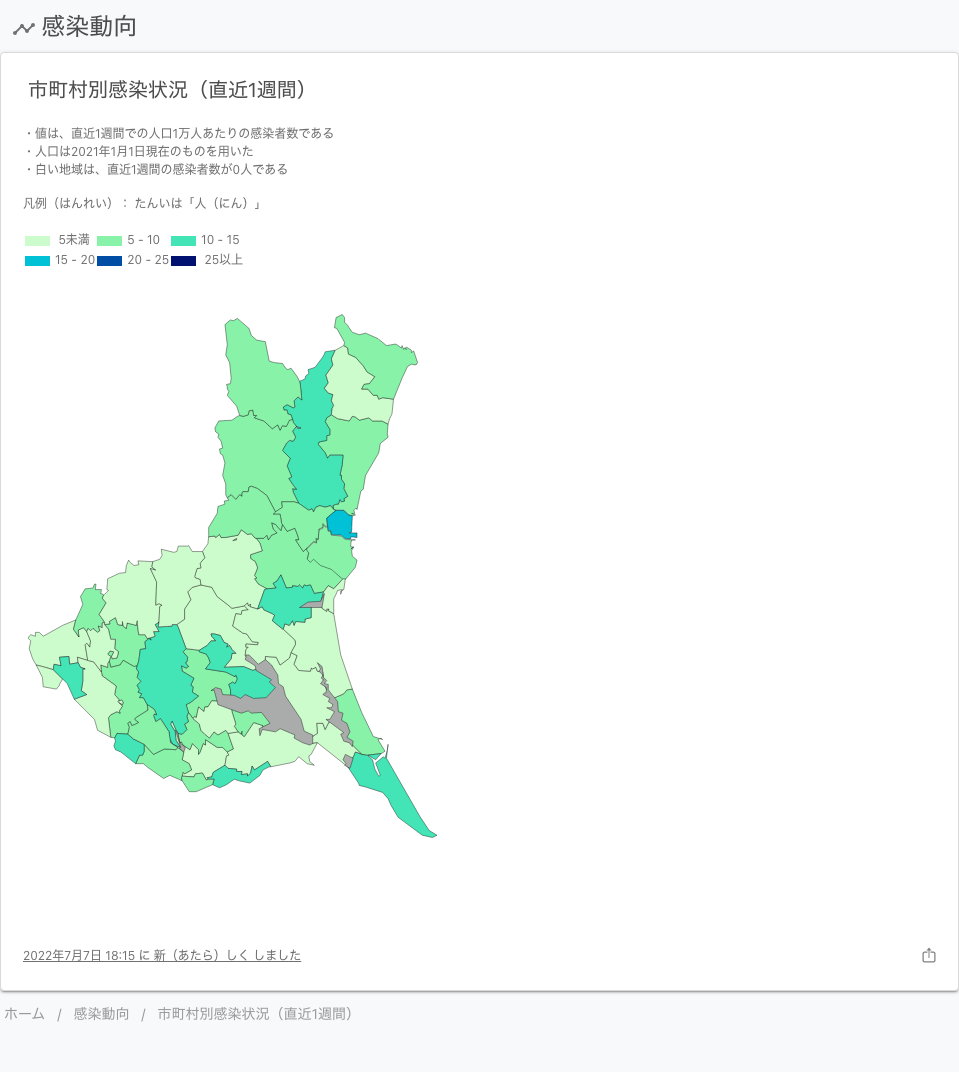 感染動向
市町村別感染状況（直近1週間）
・値は、直近1週間での人口1万人あたりの感染者数である
・人口は2021年1月1日現在のものを用いた
・白い地域は、直近1週間の感染者数が0人である
凡例（はんれい）： たんいは「人（にん）」
5未満 5 - 10 10 - 15
15 - 20 20 - 25 25以上
2022年7月7日 18:15 に 新（あたら）しく しました
ホーム / 感染動向 / 市町村別感染状況（直近1週間）